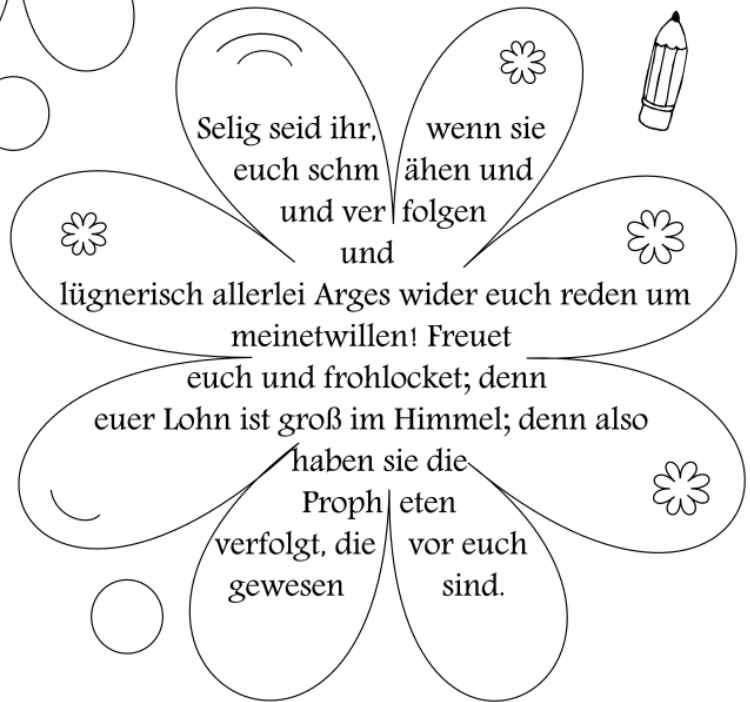 Selig seid ihr, wenn sie
euch schm ähen und
und ver folgen
und
lügnerisch allerlei Arges wider euch reden um
meinetwillen! Freuet
euch und frohlocket; denn
euer Lohn ist groß im Himmel; denn also
haben sie die
Proph eten
verfolgt, die vor euch
gewesen sind.